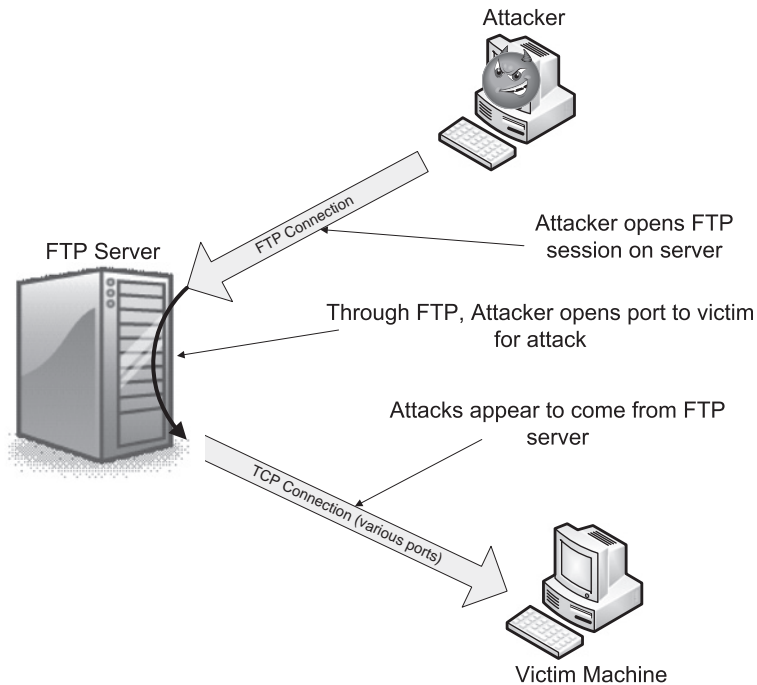 Attacker
FTP Connection
Attacker opens FTP
session on server
FTP Server
Through FTP, Attacker opens port to victim
for attack
Attacks appear to come from FTP
server
TCP Connection (various ports)
Victim Machine